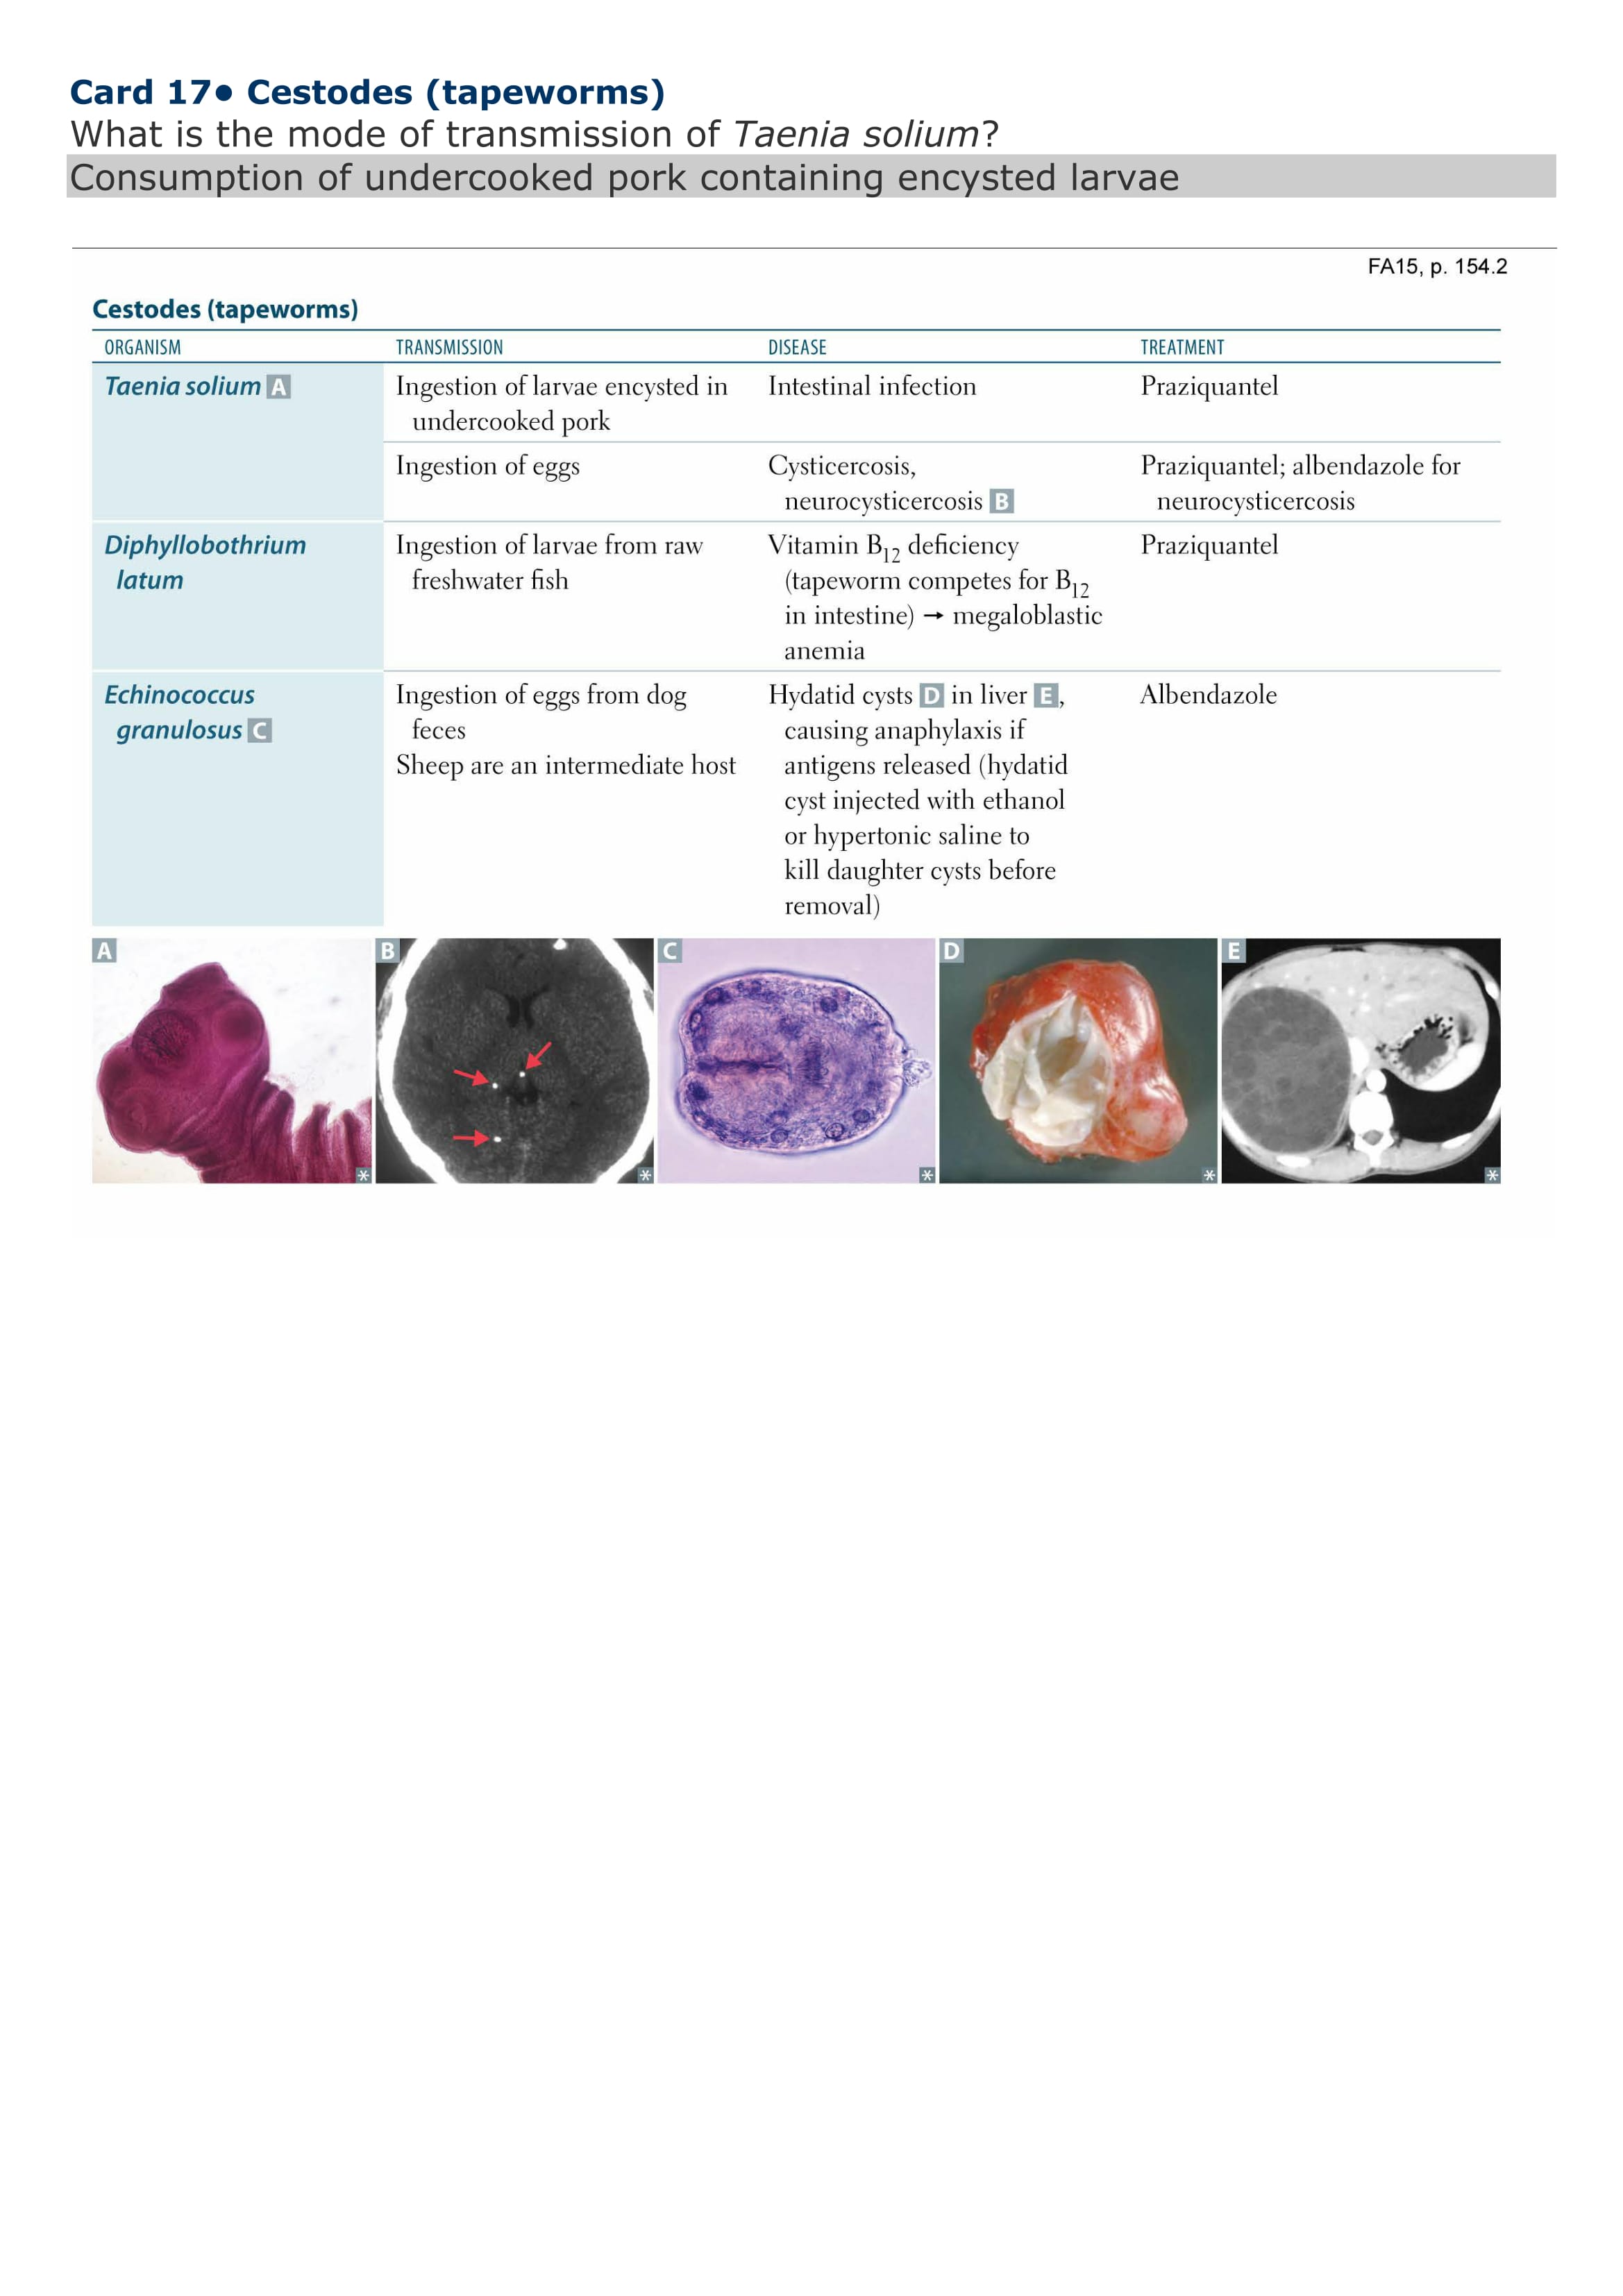 Card 17• Cestodes (tapeworms)
What is the mode of transmission of Taenia solium?
Consumption of undercooked pork containing encysted larvae
FA15, p. 154.2
Cestodes (tapeworms)
ORGANISM TRANSMISSION DISEASE TREATMENT
Taenia solium A
Ingestion of larvae encysted in
undercooked pork
Intestinal infection
Praziquantel
Ingestion of eggs
Cysticercosis,
neurocysticercosis B
Praziquantel; albendazole for
neurocysticercosis
Diphyllobothrium
latum
Ingestion of larvae from raw
freshwater fish
Vitamin B12 deficiency
(tapeworm competes for B12
in intestine) → megaloblastic
anemia
Praziquantel
Echinococcus
granulosus C
Ingestion of eggs from dog
feces
Sheep are an intermediate host
Hydatid cysts D in liver E,
causing anaphylaxis if
antigens released (hydatid
cyst injected with ethanol
or hypertonic saline to
kill daughter cysts before
removal)
Albendazole
A B C D E
* * * * *